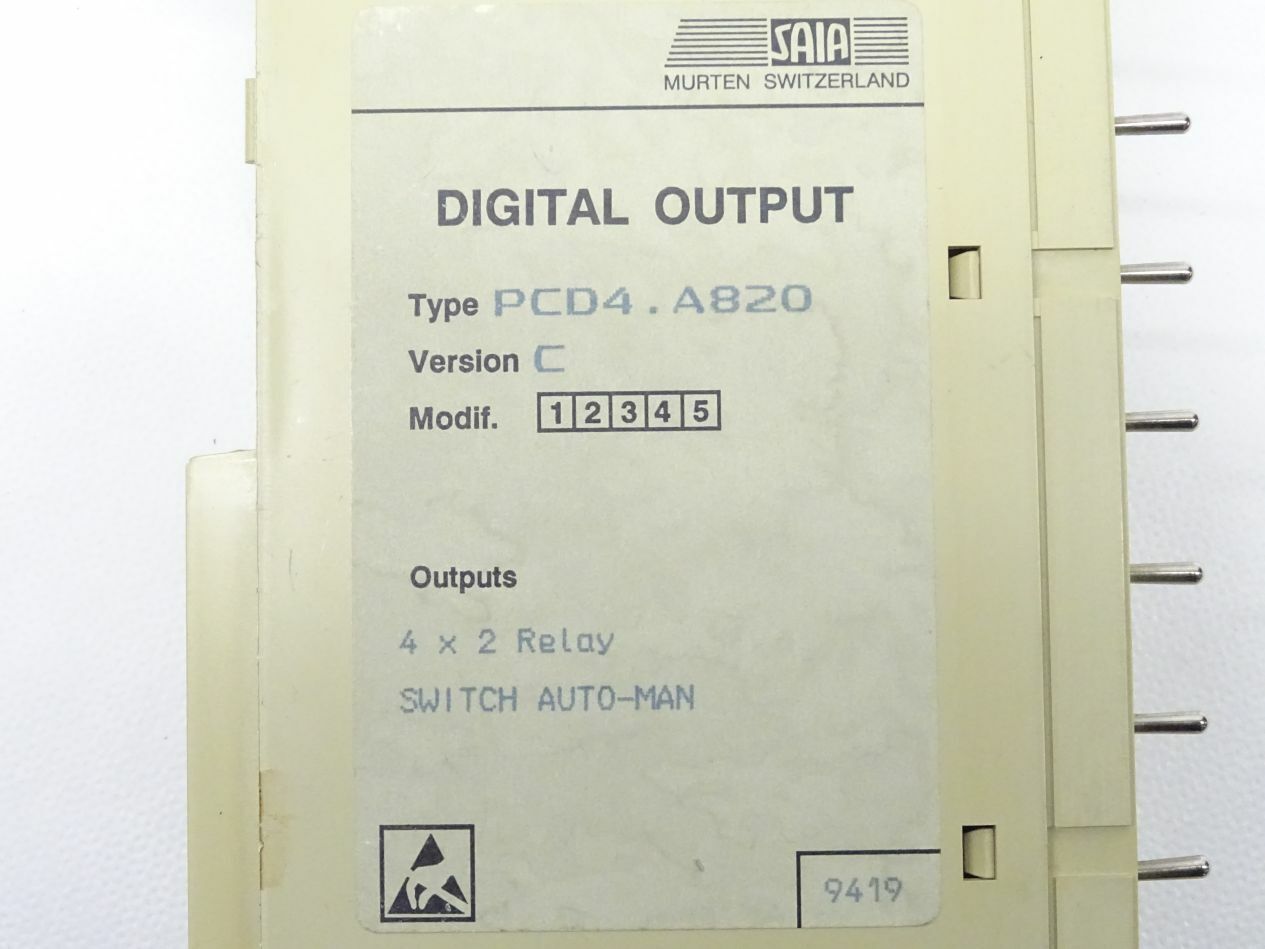 SAIA
MURTEN SWITZERLAND
DIGITAL OUTPUT
Type PCD4.A820
Version C
Modif. 1 2 3 4 5
Outputs
4 x 2 Relay
SWITCH AUTO-MAN
9419